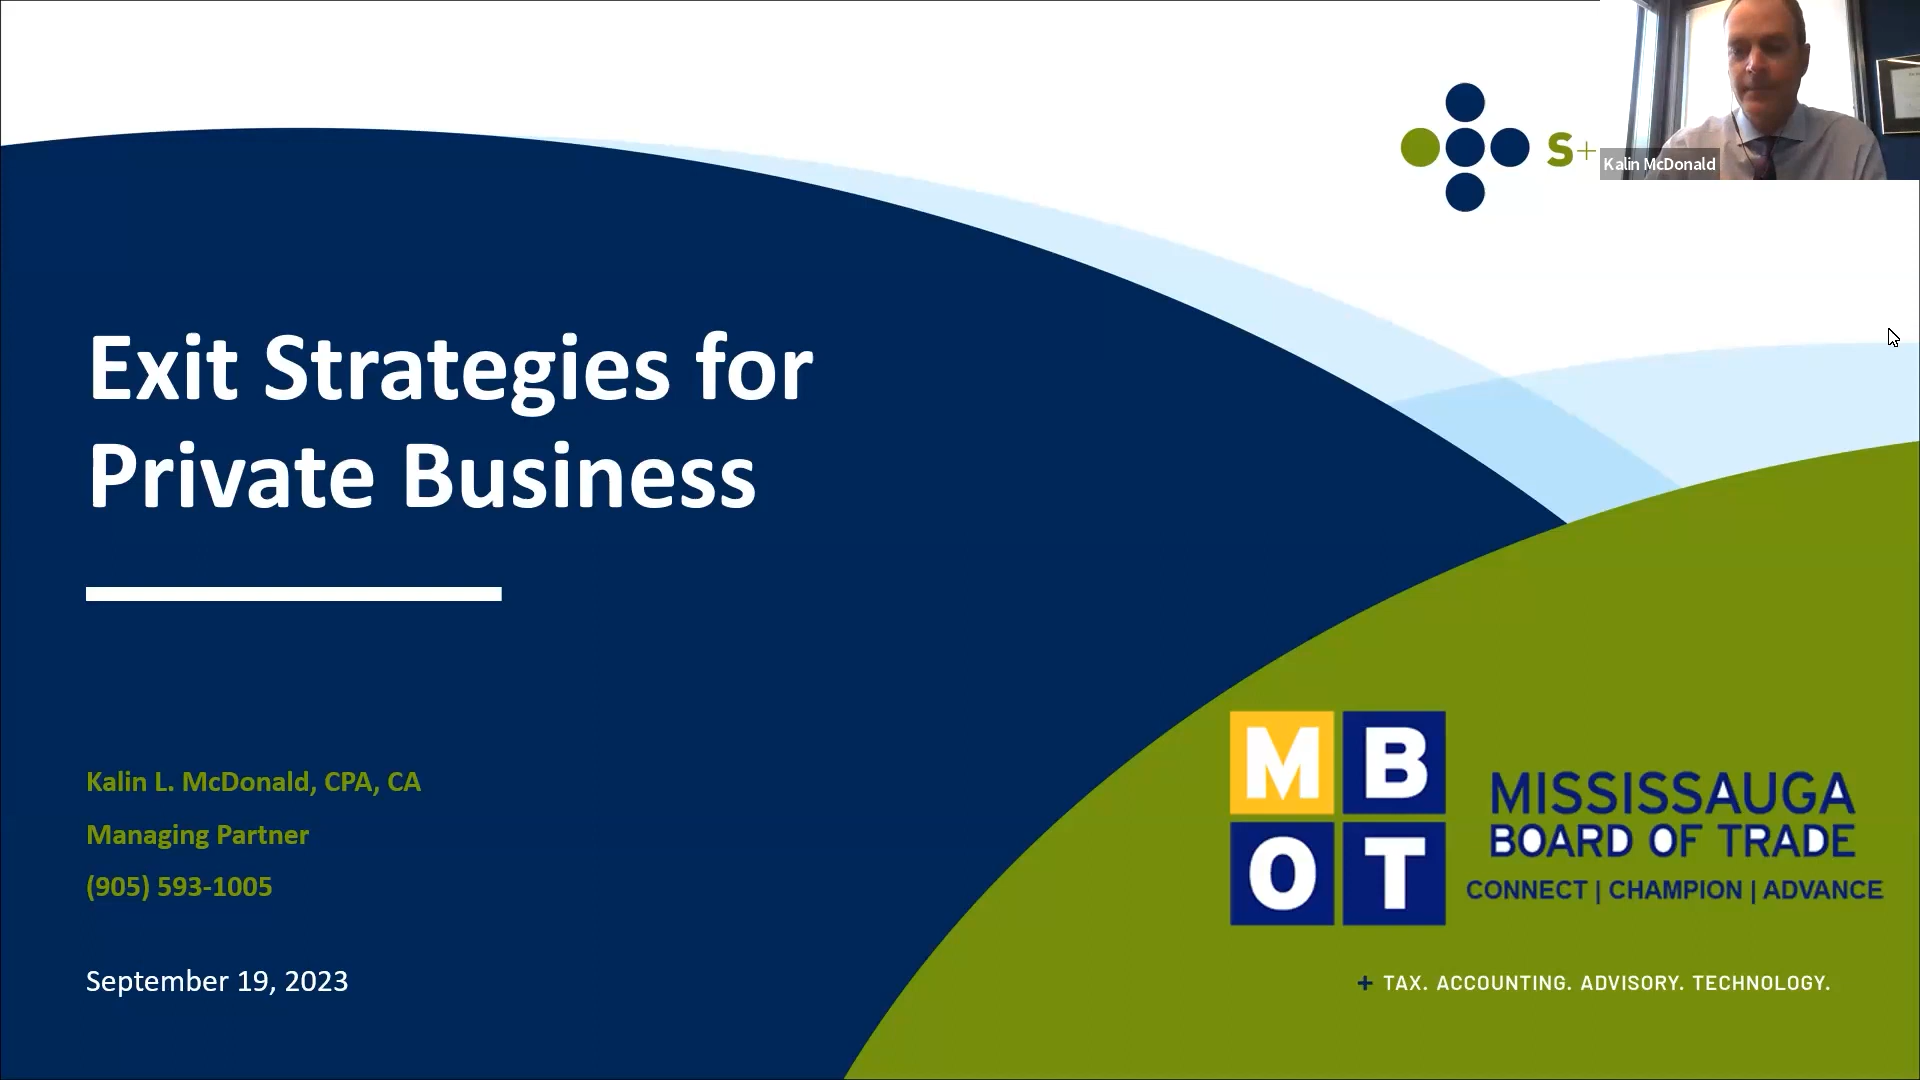 S+
Kalin McDonald
Exit Strategies for
Private Business
Kalin L. McDonald, CPA, CA
Managing Partner
(905) 593-1005
September 19, 2023
M B
O T
MISSISSAUGA
BOARD OF TRADE
CONNECT | CHAMPION | ADVANCE
+ TAX. ACCOUNTING. ADVISORY. TECHNOLOGY.